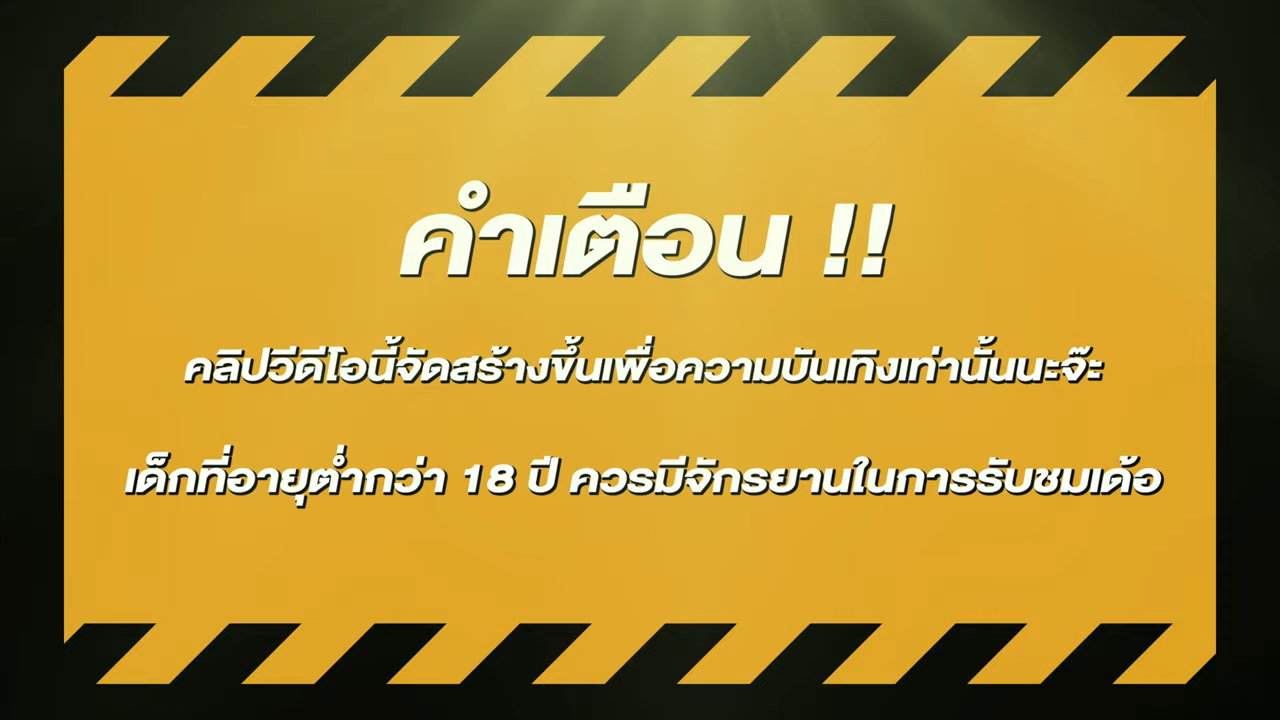 คำเตือน !!
คลิปวีดีโอนี้จัดสร้างขึ้นเพื่อความบันเทิงเท่านั้นนะจ๊ะ
เด็กที่อายุต่ำกว่า 18 ปี ควรมีจักรยานในการรับชมเด้อ